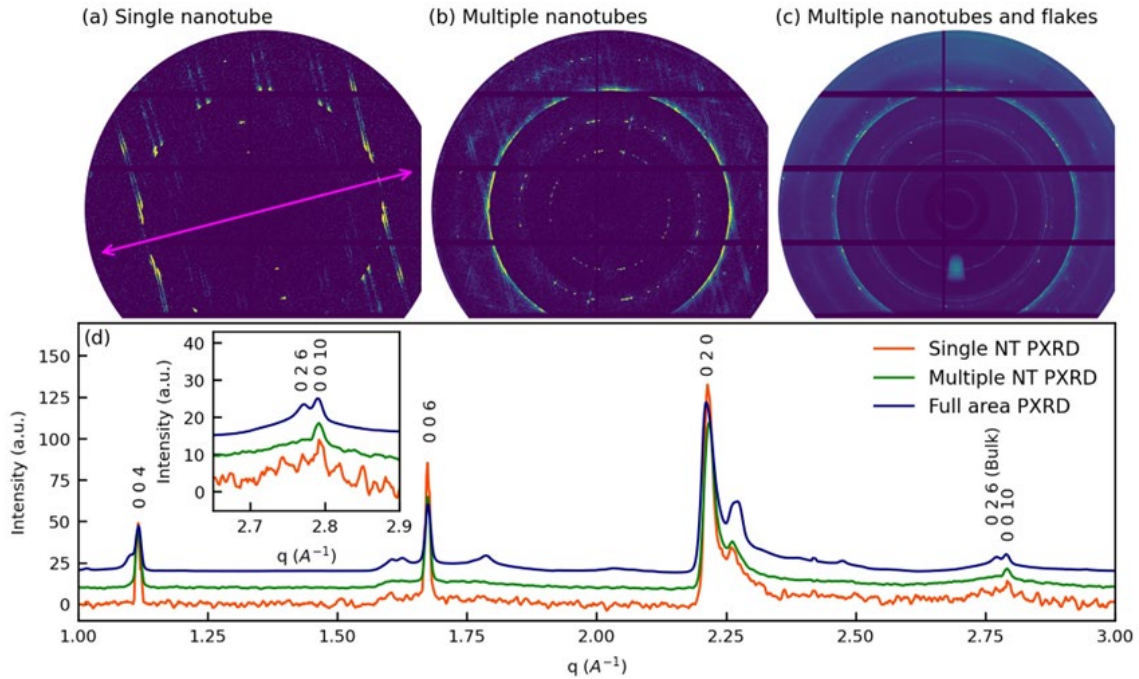 (a) Single nanotube
(b) Multiple nanotubes
(c) Multiple nanotubes and flakes
(d)
Intensity (a.u.)
150
125
100
75
50
25
0
1.00
1.25
1.50
1.75
2.00
2.25
2.50
2.75
3.00
q (A⁻¹)
0 0 4
0 0 6
0 2 0
0 2 6 (Bulk)
0 0 10
Single NT PXRD
Multiple NT PXRD
Full area PXRD
Intensity (a.u.)
40
30
20
10
0
2.7
2.8
2.9
q (A⁻¹)
0 2 6
0 0 10